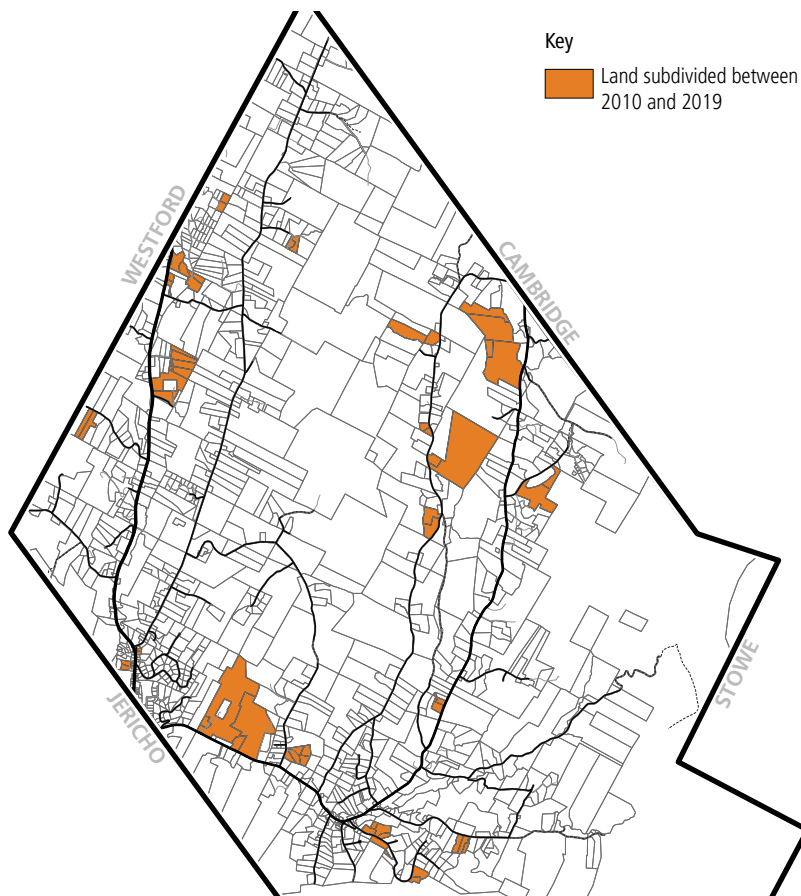 Key
Land subdivided between
2010 and 2019
WESTFORD
CAMBRIDGE
STOWE
JERICHO